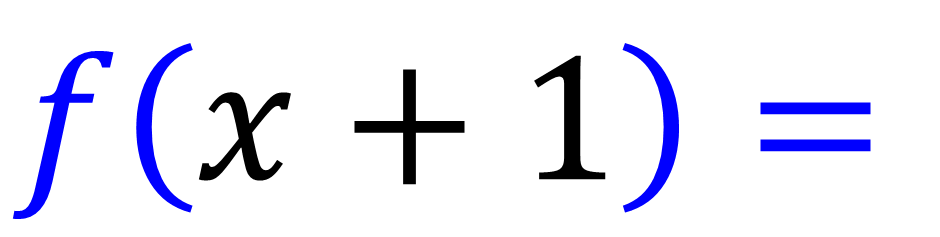 f(x + 1) =